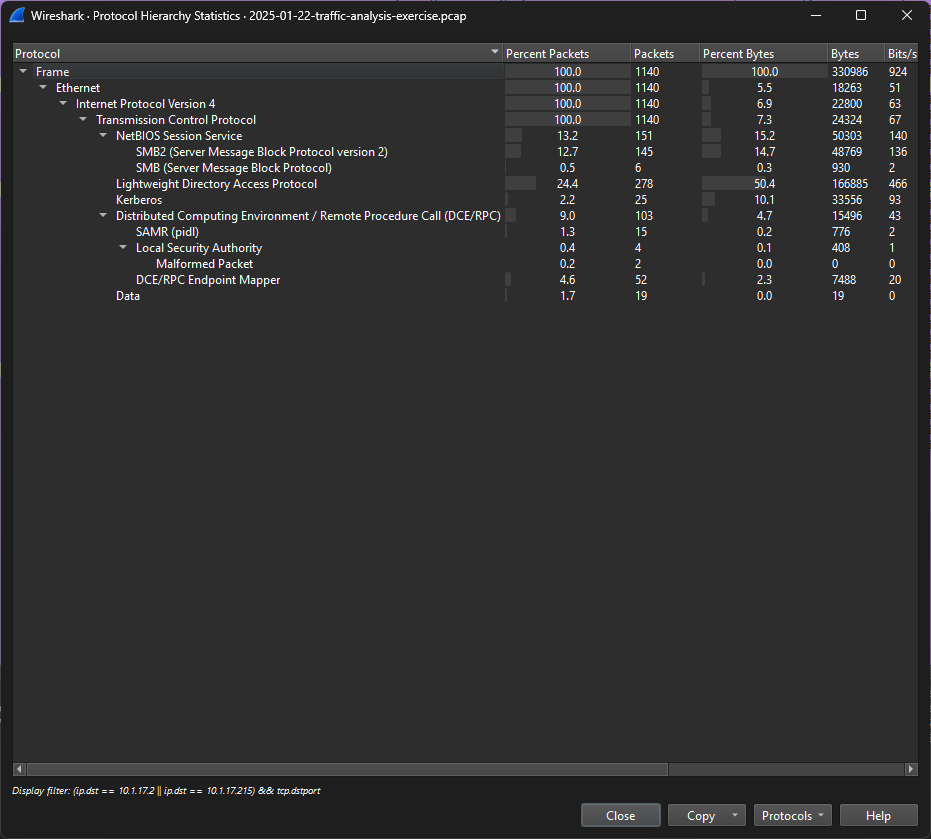 Wireshark · Protocol Hierarchy Statistics · 2025-01-22-traffic-analysis-exercise.pcap
Protocol Percent Packets Packets Percent Bytes Bytes Bits/s
Frame 100.0 1140 100.0 330986 924
Ethernet 100.0 1140 5.5 18263 51
Internet Protocol Version 4 100.0 1140 6.9 22800 63
Transmission Control Protocol 100.0 1140 7.3 24324 67
NetBIOS Session Service 13.2 151 15.2 50303 140
SMB2 (Server Message Block Protocol version 2) 12.7 145 14.7 48769 136
SMB (Server Message Block Protocol) 0.5 6 0.3 930 2
Lightweight Directory Access Protocol 24.4 278 50.4 166885 466
Kerberos 2.2 25 10.1 33556 93
Distributed Computing Environment / Remote Procedure Call (DCE/RPC) 9.0 103 4.7 15496 43
SAMR (pidl) 1.3 15 0.2 776 2
Local Security Authority 0.4 4 0.1 408 1
Malformed Packet 0.2 2 0.0 0 0
DCE/RPC Endpoint Mapper 4.6 52 2.3 7488 20
Data 1.7 19 0.0 19 0
Display filter: (ip.dst == 10.1.17.2 || ip.dst == 10.1.17.215) && tcp.dstport
Close Copy Protocols Help